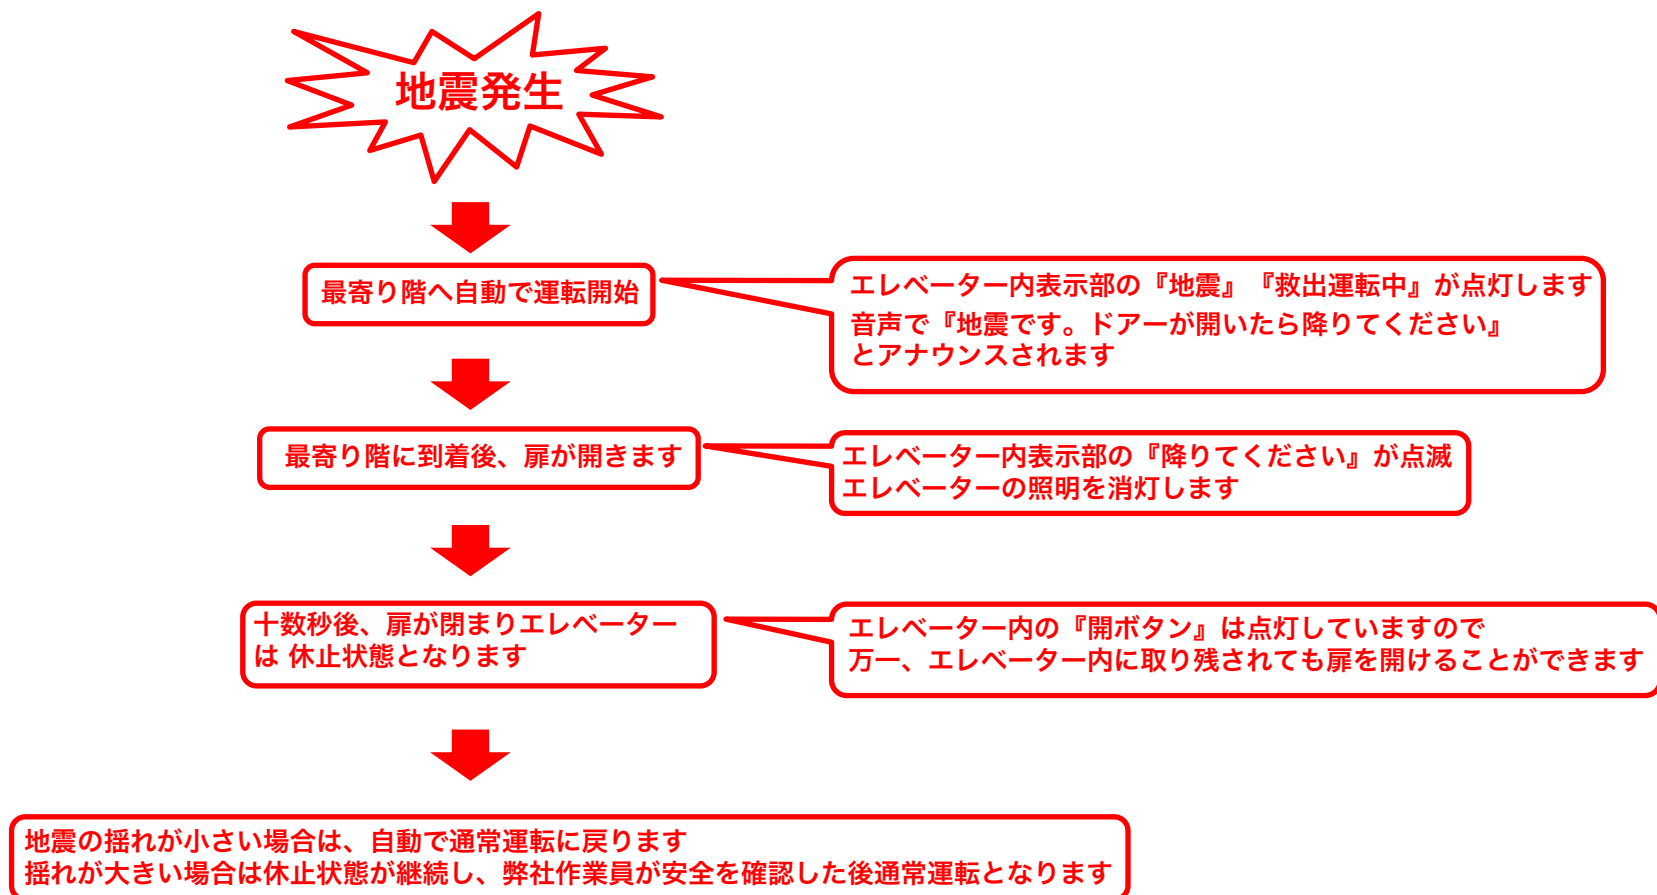 地震発生
最寄り階へ自動で運転開始
エレベーター内表示部の『地震』『救出運転中』が点灯します
音声で『地震です。ドアーが開いたら降りてください』
とアナウンスされます
最寄り階に到着後、扉が開きます
エレベーター内表示部の『降りてください』が点滅
エレベーターの照明を消灯します
十数秒後、扉が閉まりエレベーター
は 休止状態となります
エレベーター内の『開ボタン』は点灯していますので
万一、エレベーター内に取り残されても扉を開けることができます
地震の揺れが小さい場合は、自動で通常運転に戻ります
揺れが大きい場合は休止状態が継続し、弊社作業員が安全を確認した後通常運転となります